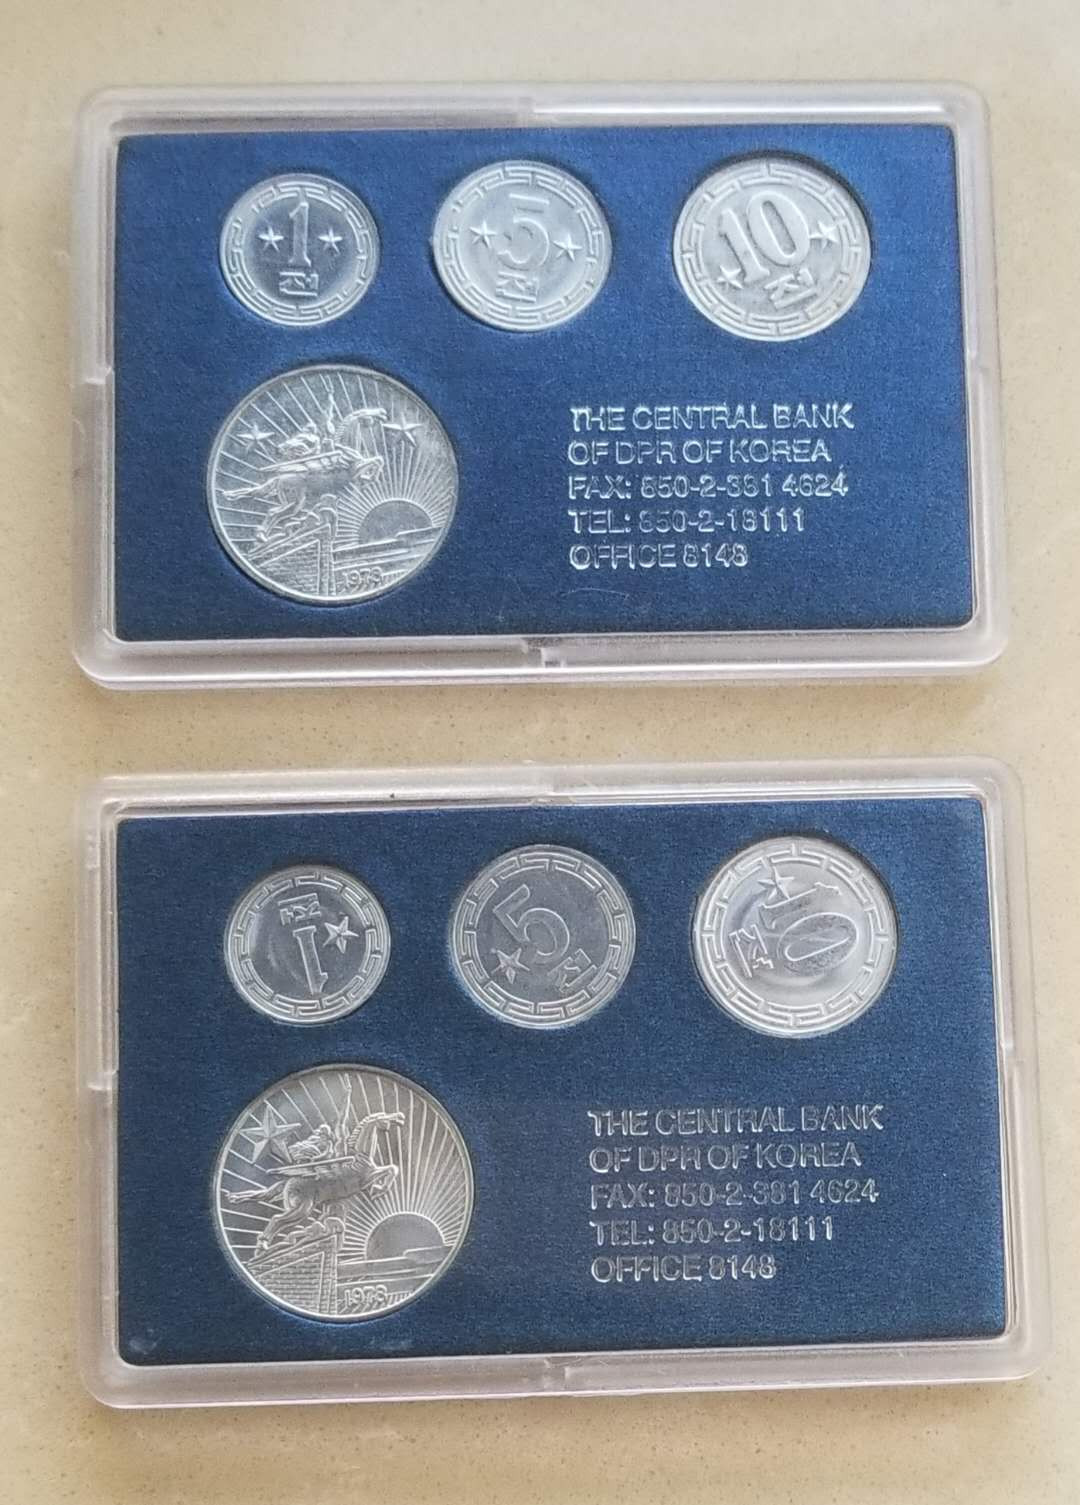 1
전
5
전
10
전
1978
THE CENTRAL BANK
OF DPR OF KOREA
FAX: 850-2-381 4624
TEL: 850-2-18111
OFFICE 8148
1
전
5
전
10
전
1978
THE CENTRAL BANK
OF DPR OF KOREA
FAX: 850-2-381 4624
TEL: 850-2-18111
OFFICE 8148